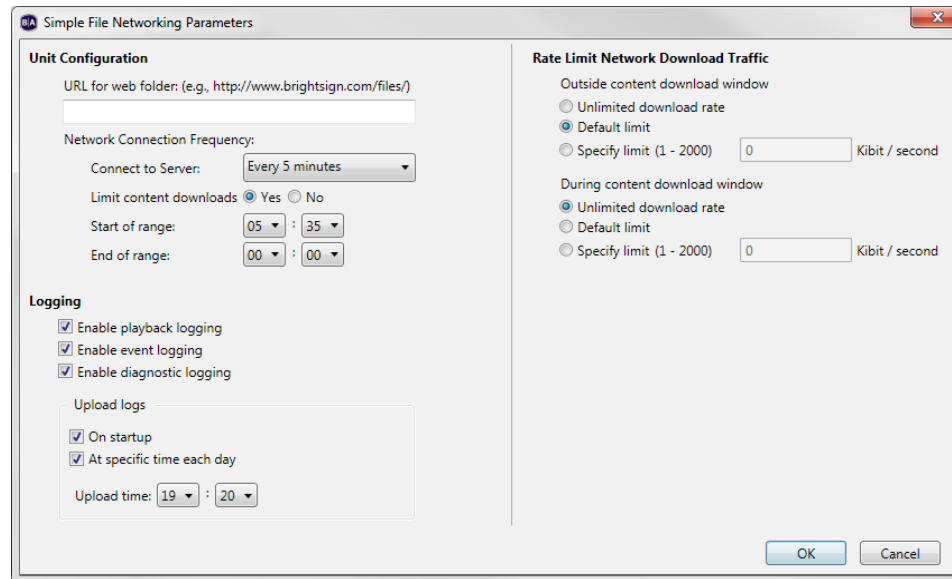 BA Simple File Networking Parameters
X
Unit Configuration
URL for web folder: (e.g., http://www.brightsign.com/files/)
Network Connection Frequency:
Connect to Server: Every 5 minutes
Limit content downloads Yes No
Start of range: 05 : 35
End of range: 00 : 00
Logging
Enable playback logging
Enable event logging
Enable diagnostic logging
Upload logs
On startup
At specific time each day
Upload time: 19 : 20
Rate Limit Network Download Traffic
Outside content download window
Unlimited download rate
Default limit
Specify limit (1 - 2000) 0 Kibit / second
During content download window
Unlimited download rate
Default limit
Specify limit (1 - 2000) 0 Kibit / second
OK Cancel